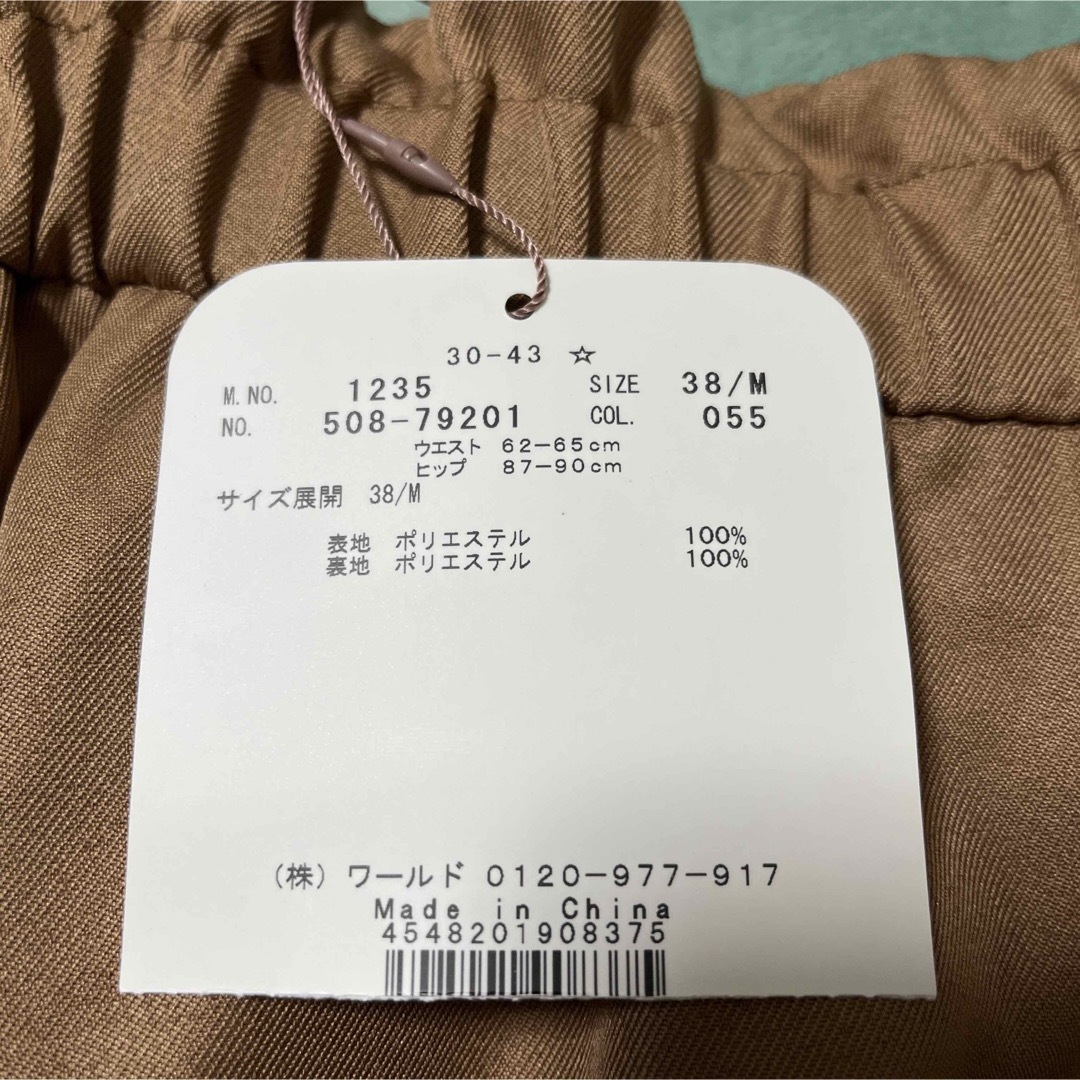 30-43 ☆
M. NO. 1235 SIZE 38/M
NO. 508-79201 COL. 055
ウエスト 62-65cm
ヒップ 87-90cm
サイズ展開 38/M
表地 ポリエステル 100%
裏地 ポリエステル 100%
(株) ワールド 0120-977-917
Made in China
4548201908375